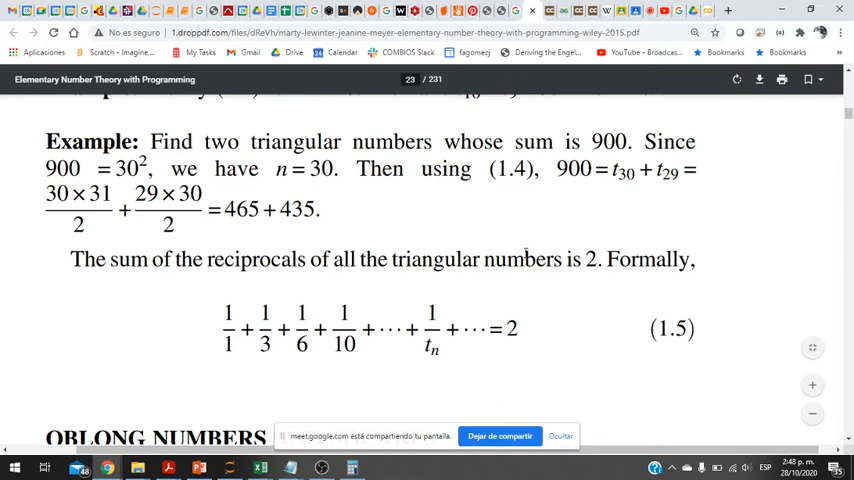 No es seguro | 1.droppdf.com/files/dReVh/marty-lewinter-jeanine-meyer-elementary-number-theory-with-programming-wiley-2015.pdf
Aplicaciones Scratch - Imagina,... My Tasks Gmail Drive Calendar COMBIOS Slack fagomezj Deriving the Engel... YouTube - Broadcas... Bookmarks Bookmarks
Elementary Number Theory with Programming 23 / 231
Example: Find two triangular numbers whose sum is 900. Since
900 = 30², we have n = 30. Then using (1.4), 900 = t₃₀ + t₂₉ =
30 × 31 / 2 + 29 × 30 / 2 = 465 + 435.
The sum of the reciprocals of all the triangular numbers is 2. Formally,
1/1 + 1/3 + 1/6 + 1/10 + ⋯ + 1/tₙ + ⋯ = 2 (1.5)
OBLONG NUMBERS
meet.google.com está compartiendo tu pantalla. Dejar de compartir Ocultar
48 ESP 2:48 p. m.
28/10/2020 35